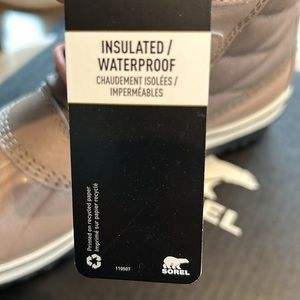 INSULATED /
WATERPROOF
CHAUDEMENT ISOLÉES /
IMPERMÉABLES
Printed on recycled paper
Imprimé sur papier recyclé
119507
SOREL
SOREL